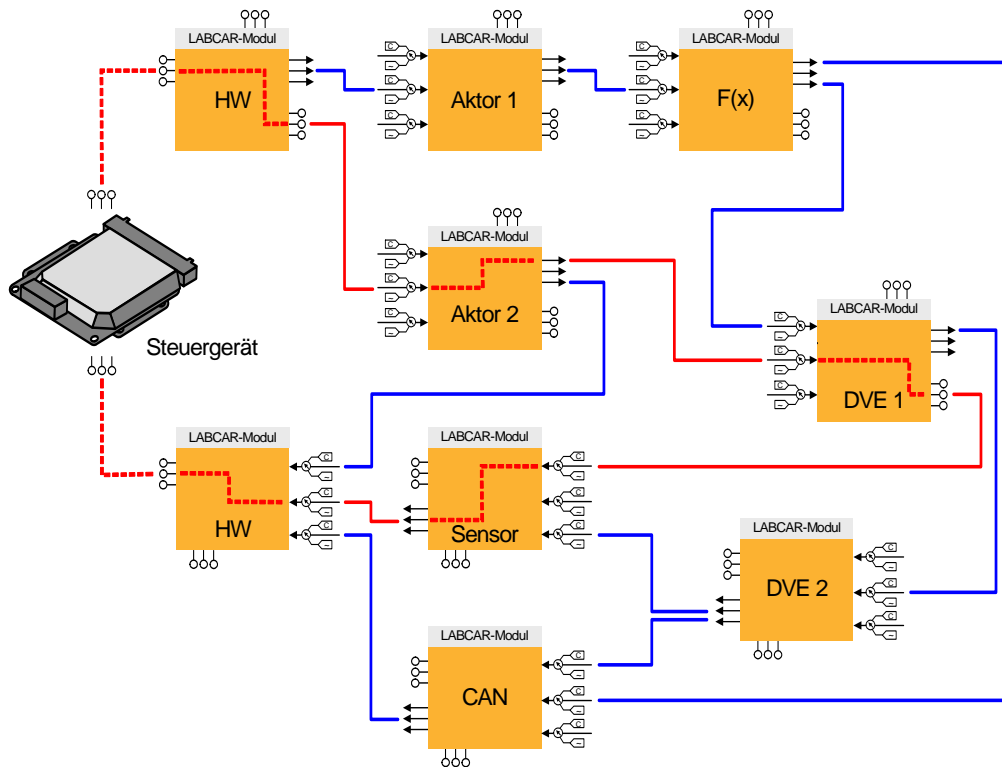 LABCAR-Modul
HW
LABCAR-Modul
Aktor 1
LABCAR-Modul
F(x)
LABCAR-Modul
Aktor 2
Steuergerät
LABCAR-Modul
DVE 1
LABCAR-Modul
HW
LABCAR-Modul
Sensor
LABCAR-Modul
DVE 2
LABCAR-Modul
CAN